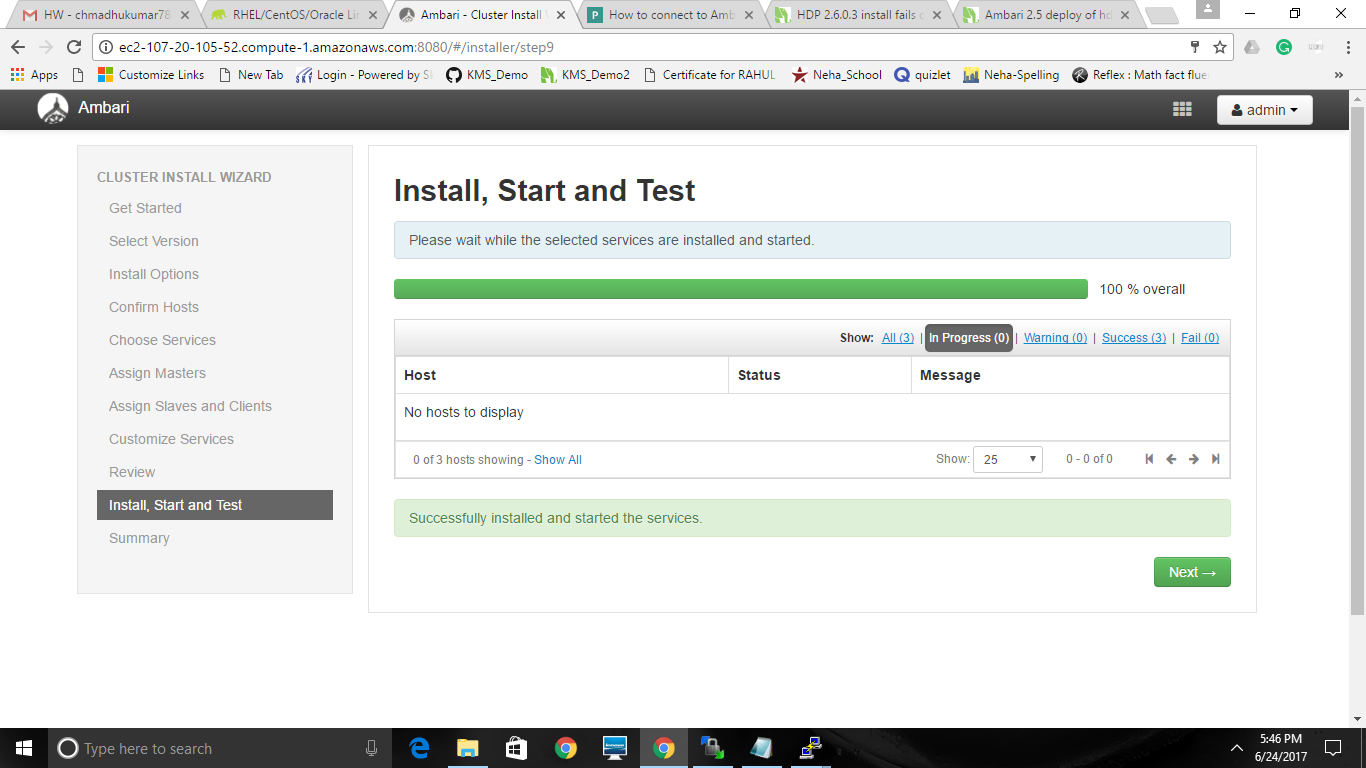 HW - chmadhukumar78
RHEL/CentOS/Oracle Li
Ambari - Cluster Install
How to connect to Amb
HDP 2.6.0.3 install fails
Ambari 2.5 deploy of hd
ec2-107-20-105-52.compute-1.amazonaws.com:8080/#/installer/step9
Apps
Customize Links
New Tab
Login - Powered by S
KMS_Demo
KMS_Demo2
Certificate for RAHUL
Neha_School
quizlet
Neha-Spelling
Reflex : Math fact flue
»
Ambari
admin
CLUSTER INSTALL WIZARD
Get Started
Select Version
Install Options
Confirm Hosts
Choose Services
Assign Masters
Assign Slaves and Clients
Customize Services
Review
Install, Start and Test
Summary
Install, Start and Test
Please wait while the selected services are installed and started.
100 % overall
Show: All (3) | In Progress (0) | Warning (0) | Success (3) | Fail (0)
Host Status Message
No hosts to display
0 of 3 hosts showing - Show All
Show: 25 0 - 0 of 0
Successfully installed and started the services.
Next →
Type here to search
5:46 PM
6/24/2017